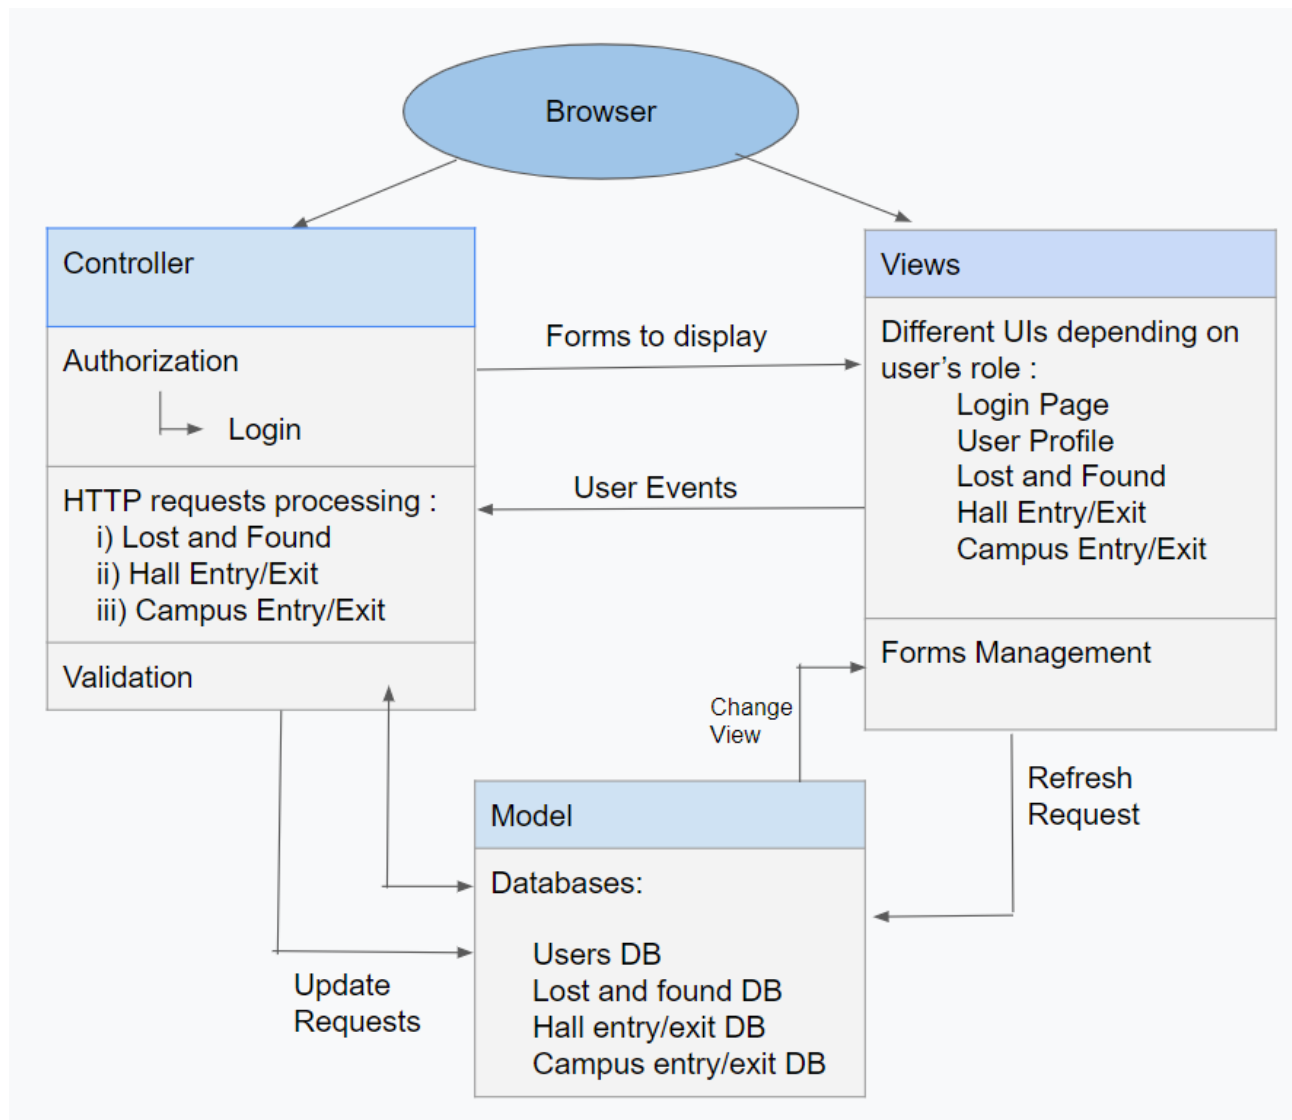 Browser
Controller
Authorization
Login
HTTP requests processing :
i) Lost and Found
ii) Hall Entry/Exit
iii) Campus Entry/Exit
Validation
Forms to display
User Events
Views
Different UIs depending on
user’s role :
Login Page
User Profile
Lost and Found
Hall Entry/Exit
Campus Entry/Exit
Forms Management
Change
View
Refresh
Request
Model
Databases:
Users DB
Lost and found DB
Hall entry/exit DB
Campus entry/exit DB
Update
Requests